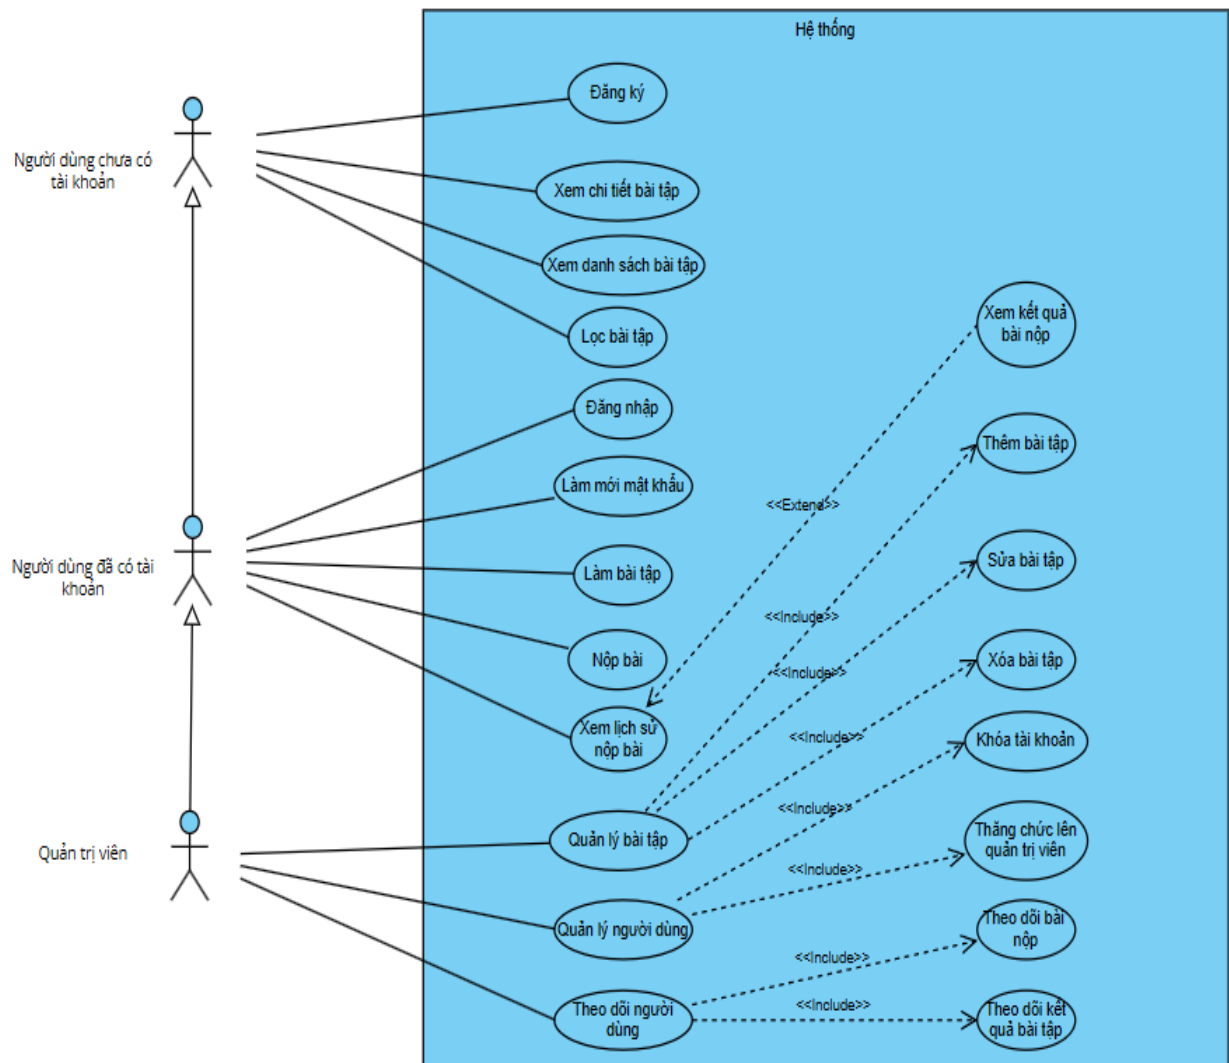 Hệ thống
Đăng ký
Người dùng chưa có
tài khoản
Xem chi tiết bài tập
Xem danh sách bài tập
Lọc bài tập
Xem kết quả
bài nộp
Đăng nhập
Thêm bài tập
Làm mới mật khẩu
<<Extend>>
Người dùng đã có tài
khoản
Làm bài tập
Sửa bài tập
<<Include>>
Nộp bài
<<Include>>
Xóa bài tập
Xem lịch sử
nộp bài
<<Include>>
Khóa tài khoản
<<Include>>
Quản trị viên
Quản lý bài tập
Thăng chức lên
quản trị viên
<<Include>>
Quản lý người dùng
Theo dõi bài
nộp
<<Include>>
Theo dõi người
dùng
<<Include>>
Theo dõi kết
quả bài tập